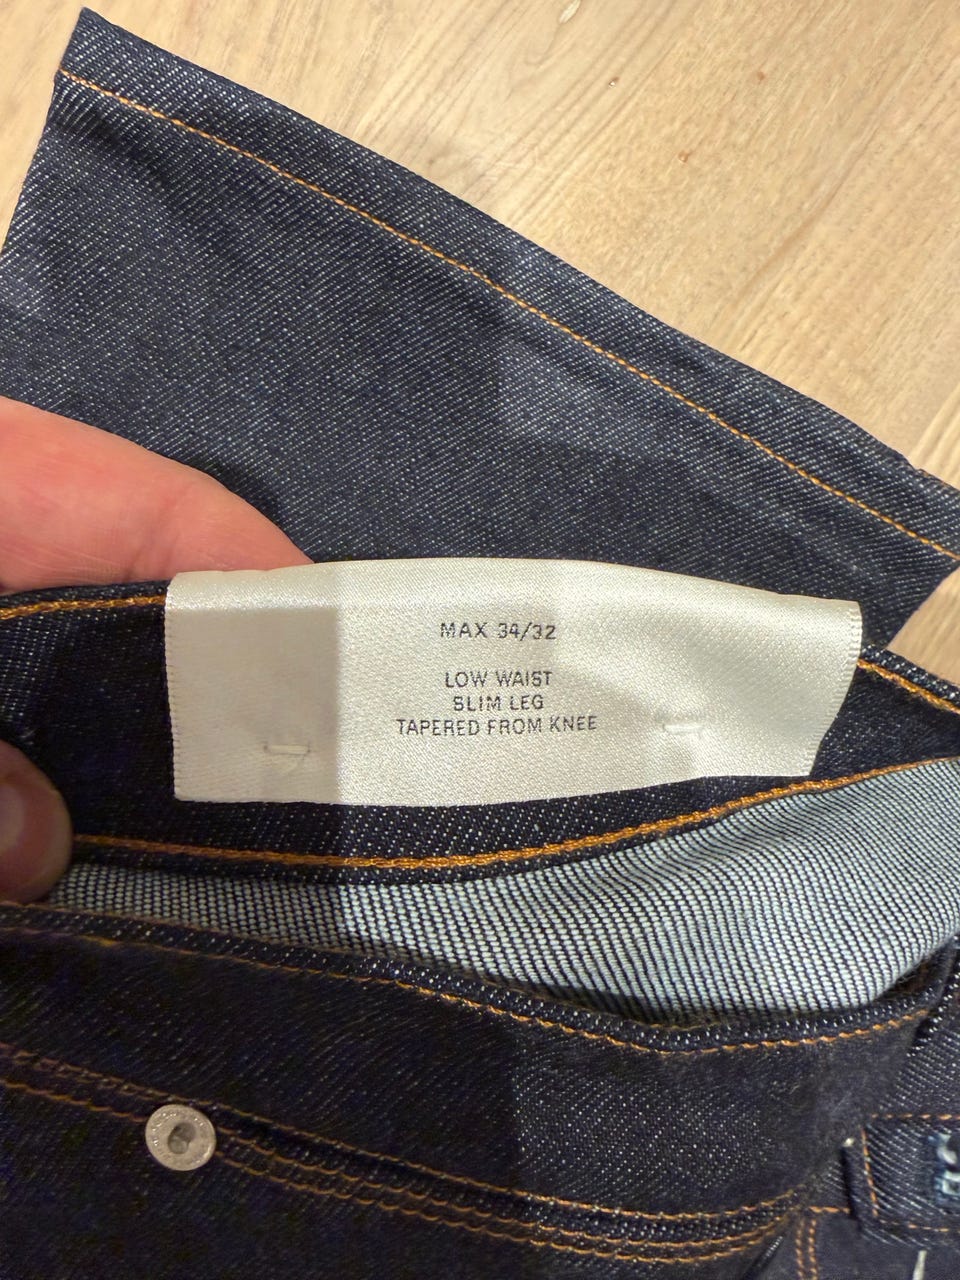 MAX 34/32
LOW WAIST
SLIM LEG
TAPERED FROM KNEE